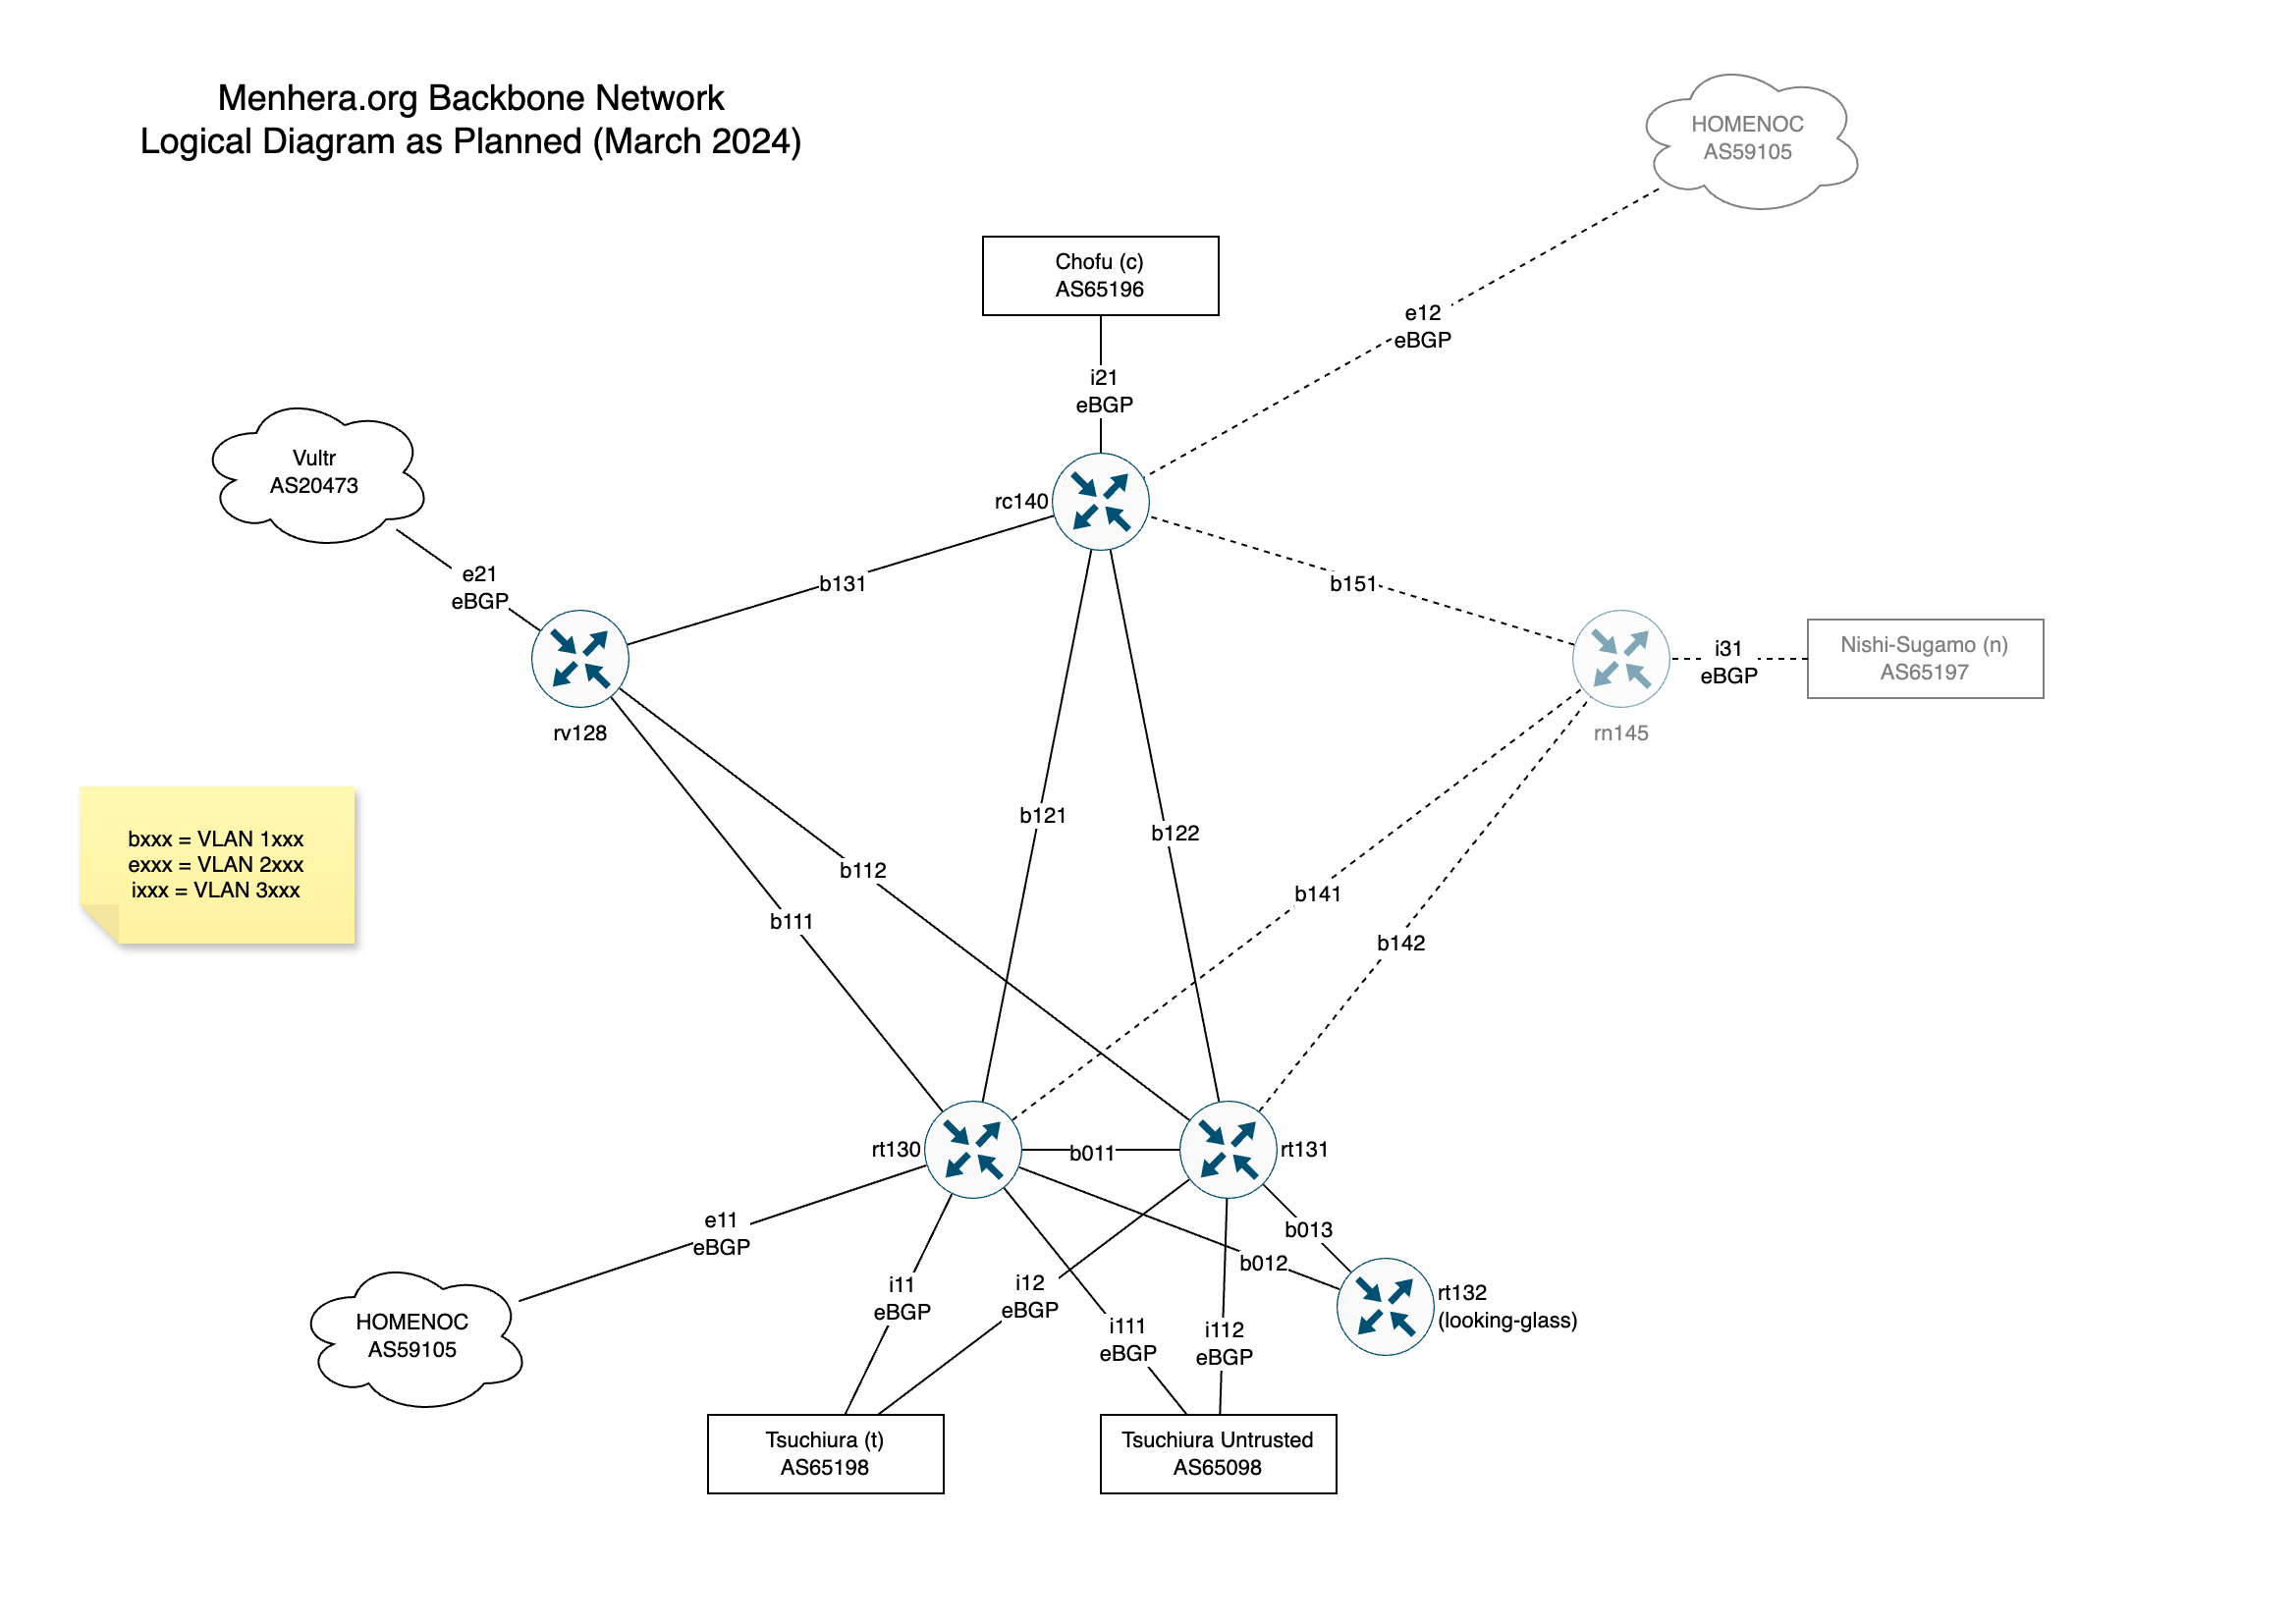 Menhera.org Backbone Network
Logical Diagram as Planned (March 2024)
HOMENOC
AS59105
Chofu (c)
AS65196
e12
eBGP
i21
eBGP
Vultr
AS20473
rc140
e21
eBGP
b131
b151
i31
eBGP
Nishi-Sugamo (n)
AS65197
rv128
rn145
b121
b122
bxxx = VLAN 1xxx
exxx = VLAN 2xxx
ixxx = VLAN 3xxx
b112
b111
b141
b142
rt130
b011
rt131
e11
eBGP
b013
b012
i11
eBGP
i12
eBGP
rt132
(looking-glass)
HOMENOC
AS59105
i111
eBGP
i112
eBGP
Tsuchiura (t)
AS65198
Tsuchiura Untrusted
AS65098